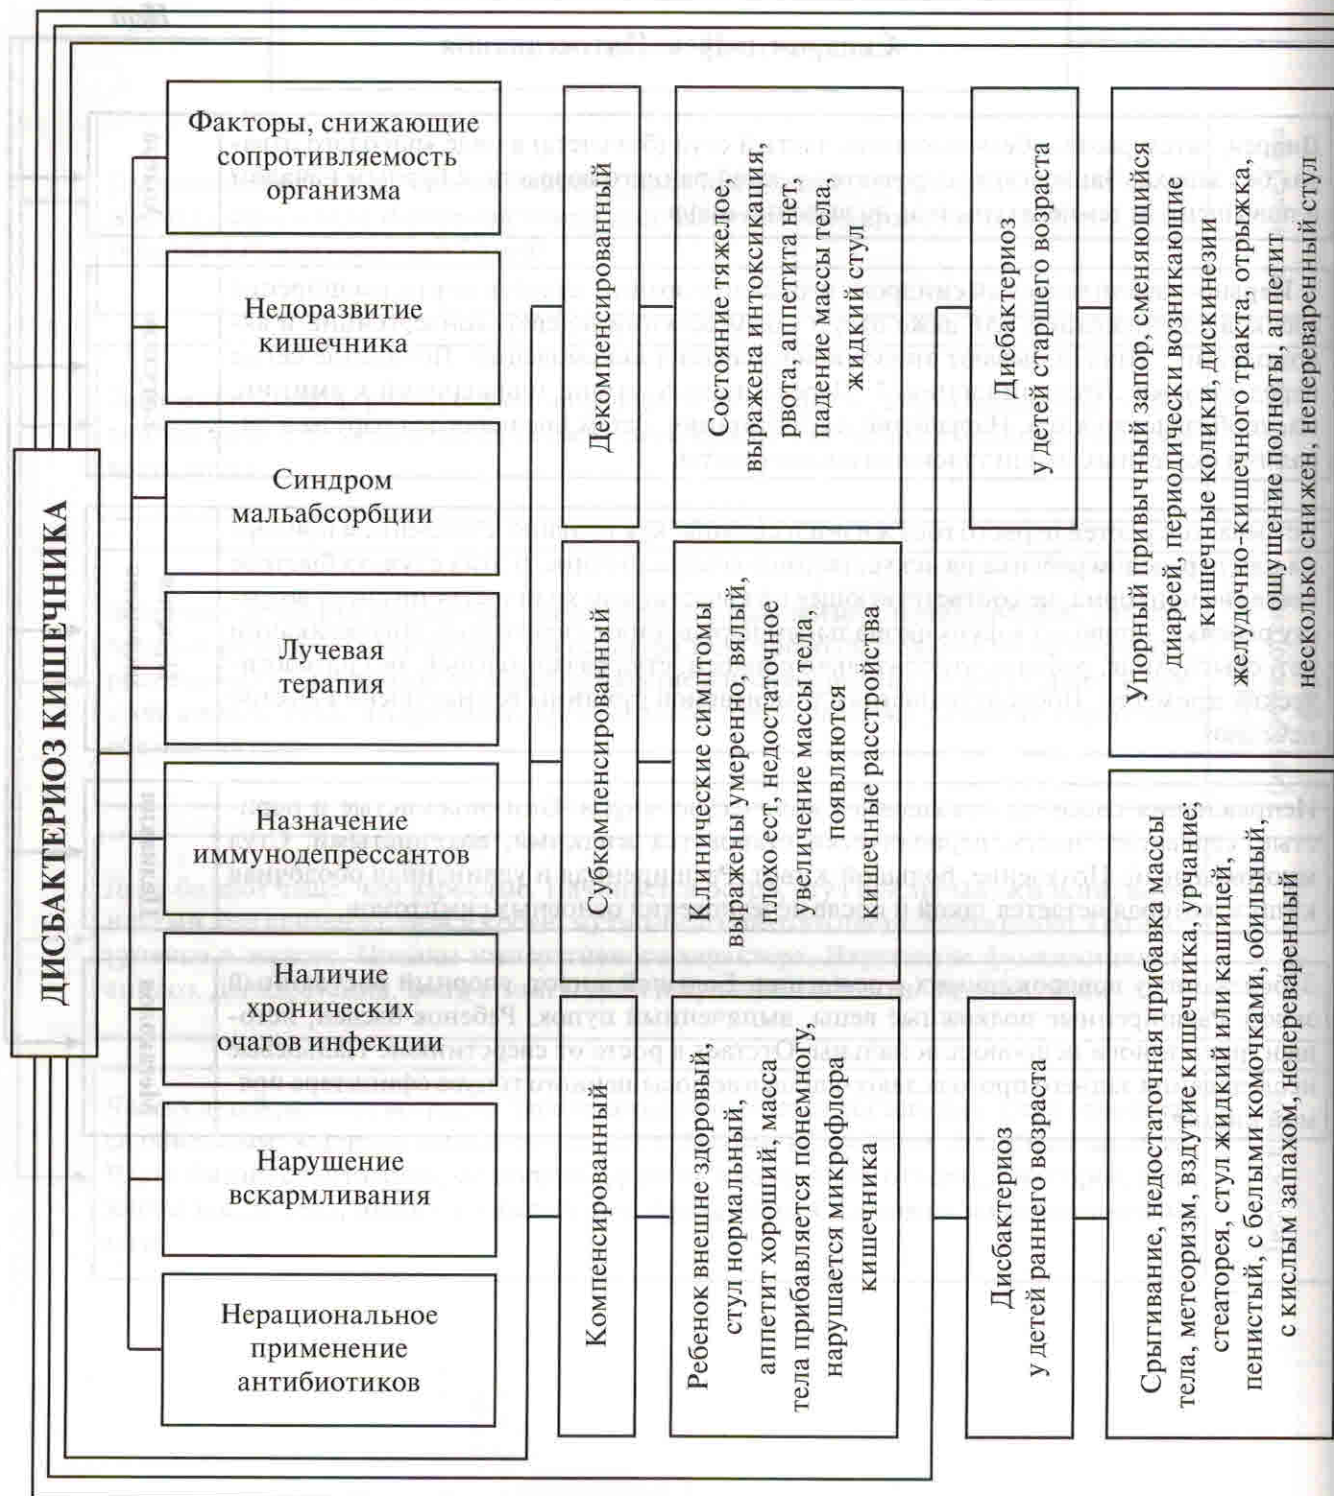 ДИСБАКТЕРИОЗ КИШЕЧНИКА
Нерациональное
применение
антибиотиков
Нарушение
вскармливания
Наличие
хронических
очагов инфекции
Назначение
иммунодепрессантов
Лучевая
терапия
Синдром
мальабсорбции
Недоразвитие
кишечника
Факторы, снижающие
сопротивляемость
организма
Компенсированный
Субкомпенсированный
Декомпенсированный
Ребенок внешне здоровый,
стул нормальный,
аппетит хороший, масса
тела прибавляется понемногу,
нарушается микрофлора
кишечника
Клинические симптомы
выражены умеренно, вялый,
плохо ест, недостаточное
увеличение массы тела,
появляются
кишечные расстройства
Состояние тяжелое,
выражена интоксикация,
рвота, аппетита нет,
падение массы тела,
жидкий стул
Дисбактериоз
у детей раннего возраста
Дисбактериоз
у детей старшего возраста
Срыгивание, недостаточная прибавка массы
тела, метеоризм, вздутие кишечника, урчание;
стеаторея, стул жидкий или кашицей,
пенистый, с белыми комочками, обильный,
с кислым запахом, непереваренный
Упорный привычный запор, сменяющийся
диареей, периодически возникающие
кишечные колики, дискинезии
желудочно-кишечного тракта, отрыжка,
ощущение полноты, аппетит
несколько снижен, непереваренный стул